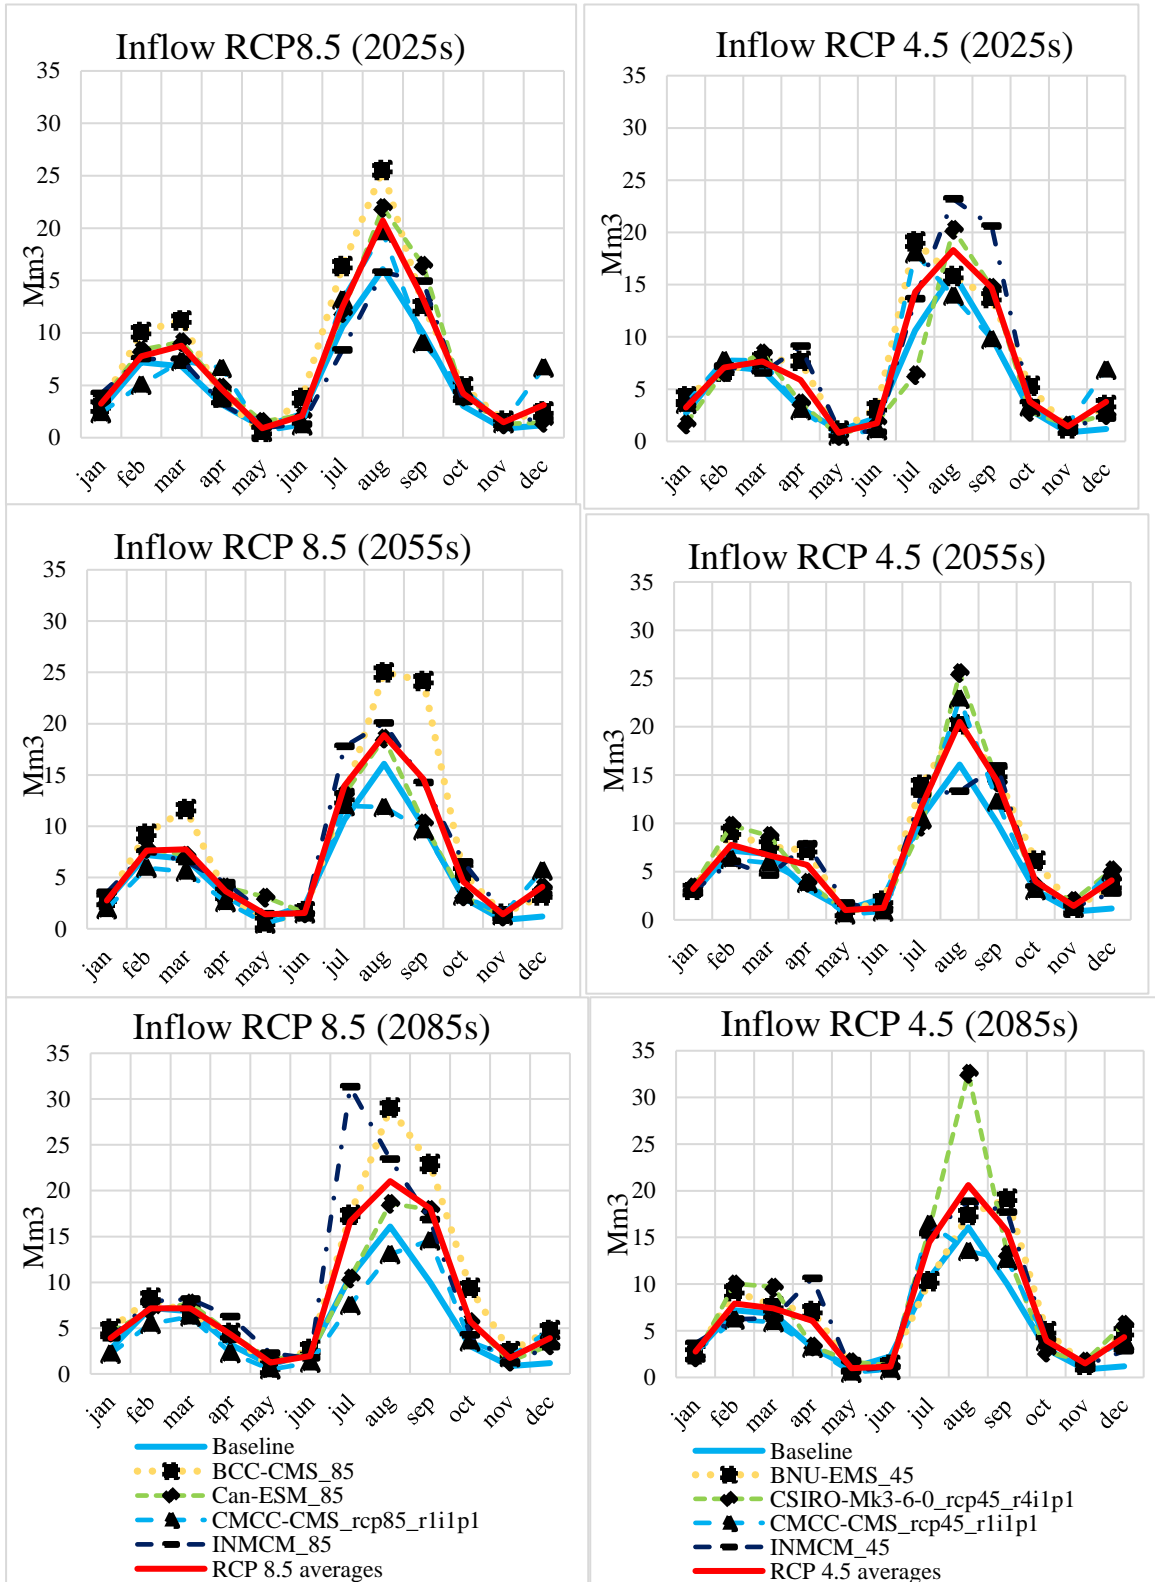 Inflow RCP8.5 (2025s)
35
30
25
20
15
10
5
0
Mm3
jan feb mar apr may jun jul aug sep oct nov dec
Inflow RCP 4.5 (2025s)
35
30
25
20
15
10
5
0
Mm3
jan feb mar apr may jun jul aug sep oct nov dec
Inflow RCP 8.5 (2055s)
35
30
25
20
15
10
5
0
Mm3
jan feb mar apr may jun jul aug sep oct nov dec
Inflow RCP 4.5 (2055s)
35
30
25
20
15
10
5
0
Mm3
jan feb mar apr may jun jul aug sep oct nov dec
Inflow RCP 8.5 (2085s)
35
30
25
20
15
10
5
0
Mm3
jan feb mar apr may jun jul aug sep oct nov dec
Baseline
BCC-CMS_85
Can-ESM_85
CMCC-CMS_rcp85_r1i1p1
INMCM_85
RCP 8.5 averages
Inflow RCP 4.5 (2085s)
35
30
25
20
15
10
5
0
Mm3
jan feb mar apr may jun jul aug sep oct nov dec
Baseline
BNU-EMS_45
CSIRO-Mk3-6-0_rcp45_r4i1p1
CMCC-CMS_rcp45_r1i1p1
INMCM_45
RCP 4.5 averages